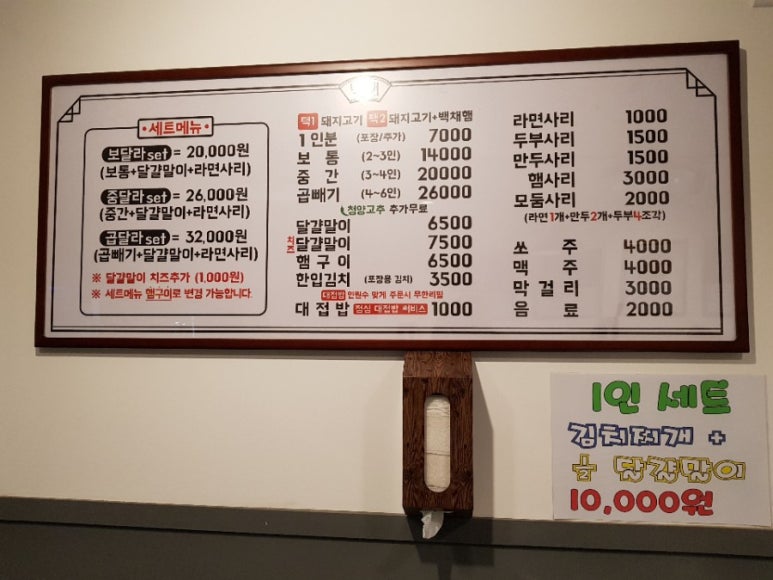 세트메뉴
보달라set = 20,000원
(보통+달걀말이+라면사리)
중달라set = 26,000원
(중간+달걀말이+라면사리)
곱달라set = 32,000원
(곱빼기+달걀말이+라면사리)
※ 달걀말이 치즈추가 (1,000원)
※ 세트메뉴 햄구이로 변경 가능합니다.
택1 돼지고기 택2 돼지고기+백채햄
1인분 (포장/추가) 7000
보통 (2~3인) 14000
중간 (3~4인) 20000
곱빼기 (4~6인) 26000
청양고추 추가무료
달걀말이 6500
치즈 달걀말이 7500
햄구이 6500
한입김치 (포장용 김치) 3500
대접밥 인원수 맞게 주문시 무한리필
대접밥 점심 대접밥 서비스 1000
라면사리 1000
두부사리 1500
만두사리 1500
햄사리 3000
모둠사리 2000
(라면1개+만두2개+두부4조각)
쏘주 4000
맥주 4000
막걸리 3000
음료 2000
1인 세트
김치찌개 +
½ 달걀말이
10,000원